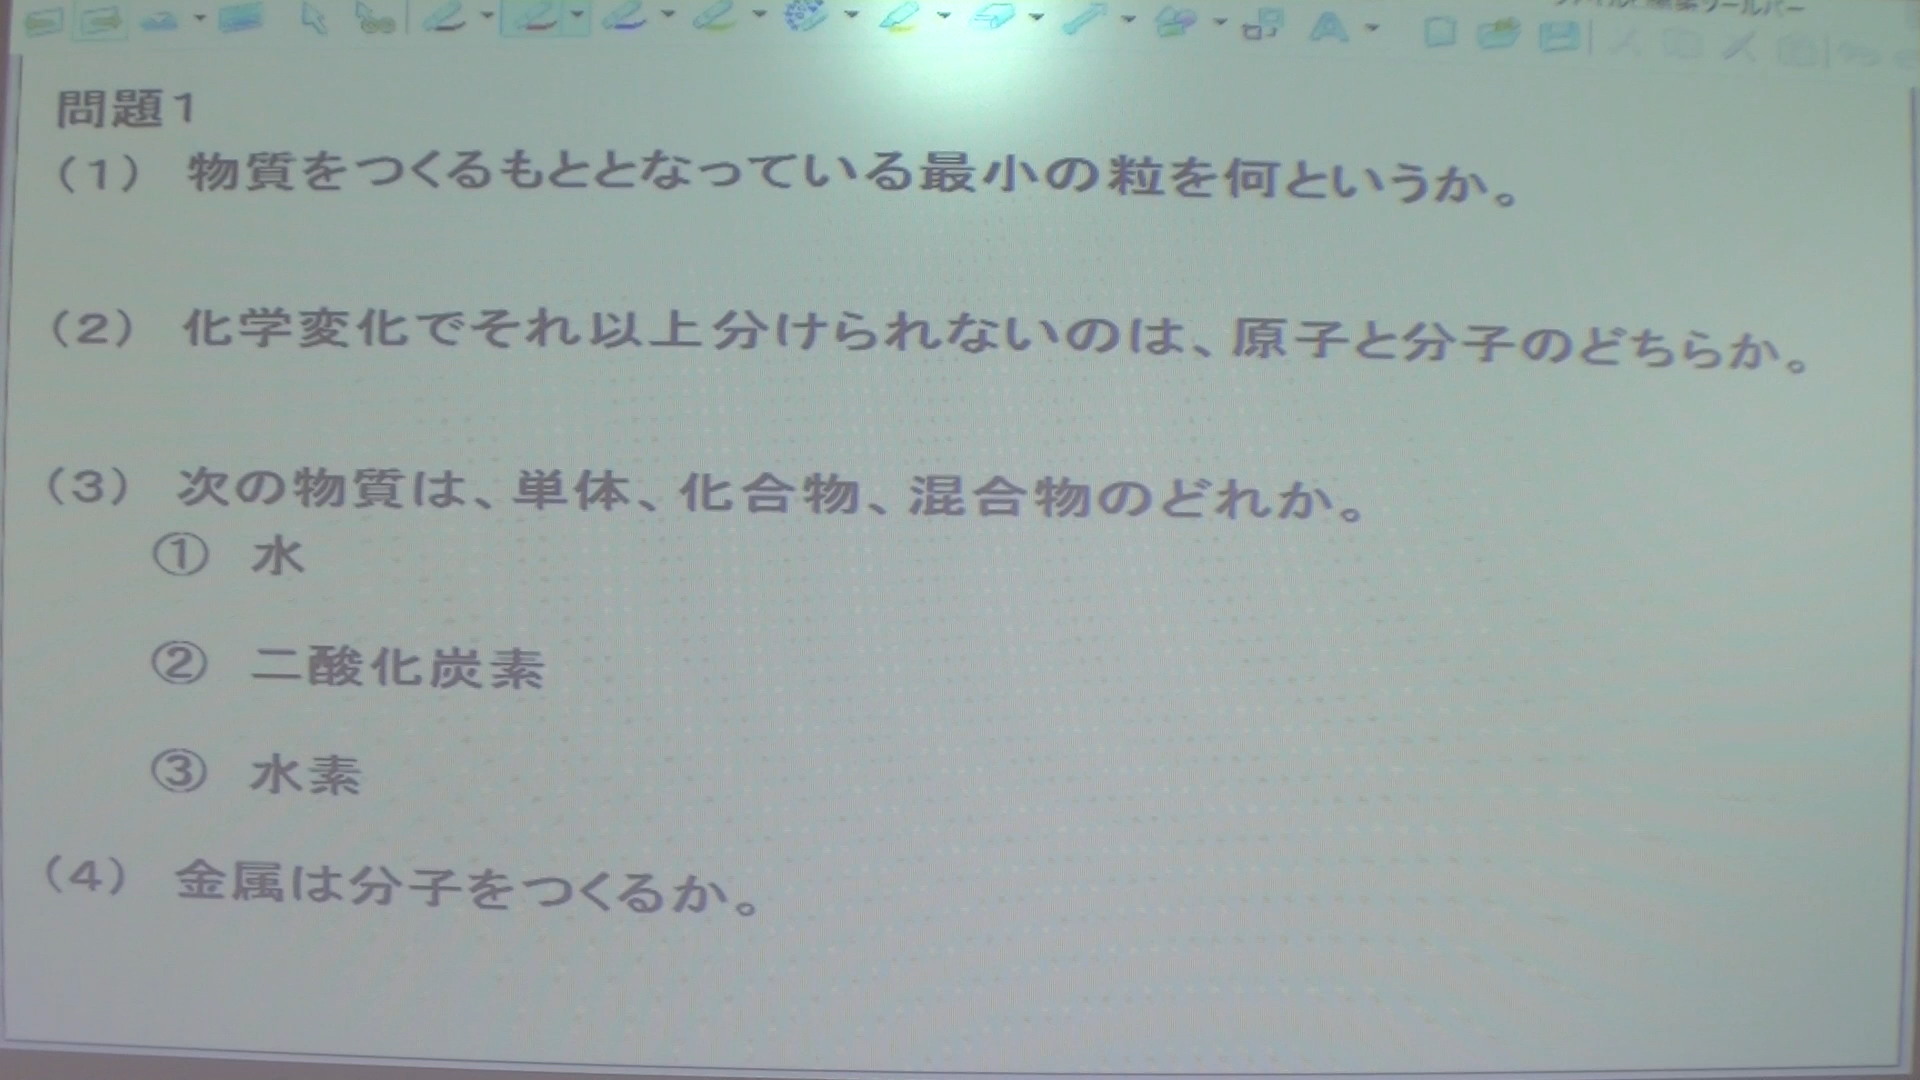 問題1
(1) 物質をつくるもととなっている最小の粒を何というか。
(2) 化学変化でそれ以上分けられないのは、原子と分子のどちらか。
(3) 次の物質は、単体、化合物、混合物のどれか。
① 水
② 二酸化炭素
③ 水素
(4) 金属は分子をつくるか。